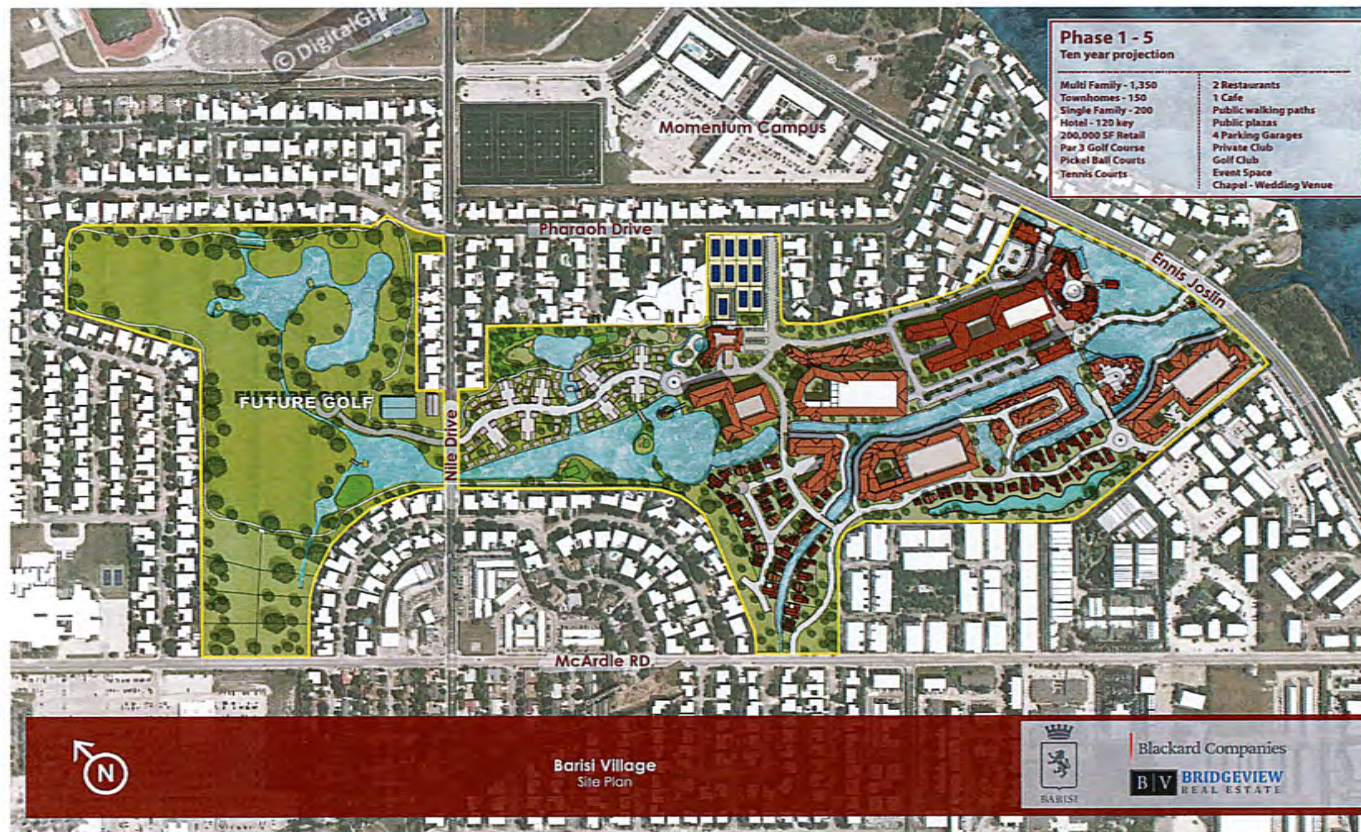 © DigitalGl
Phase 1 - 5
Ten year projection
Multi Family - 1,350
Townhomes - 150
Single Family - 200
Hotel - 120 key
200,000 SF Retail
Par 3 Golf Course
Pickel Ball Courts
Tennis Courts
2 Restaurants
1 Cafe
Public walking paths
Public plazas
4 Parking Garages
Private Club
Golf Club
Event Space
Chapel - Wedding Venue
Momentum Campus
Pharaoh Drive
Ennis Joslin
FUTURE GOLF
Nile Drive
McArdle RD.
N
Barisi Village
Site Plan
BARISI
Blackard Companies
B|V BRIDGEVIEW
REAL ESTATE